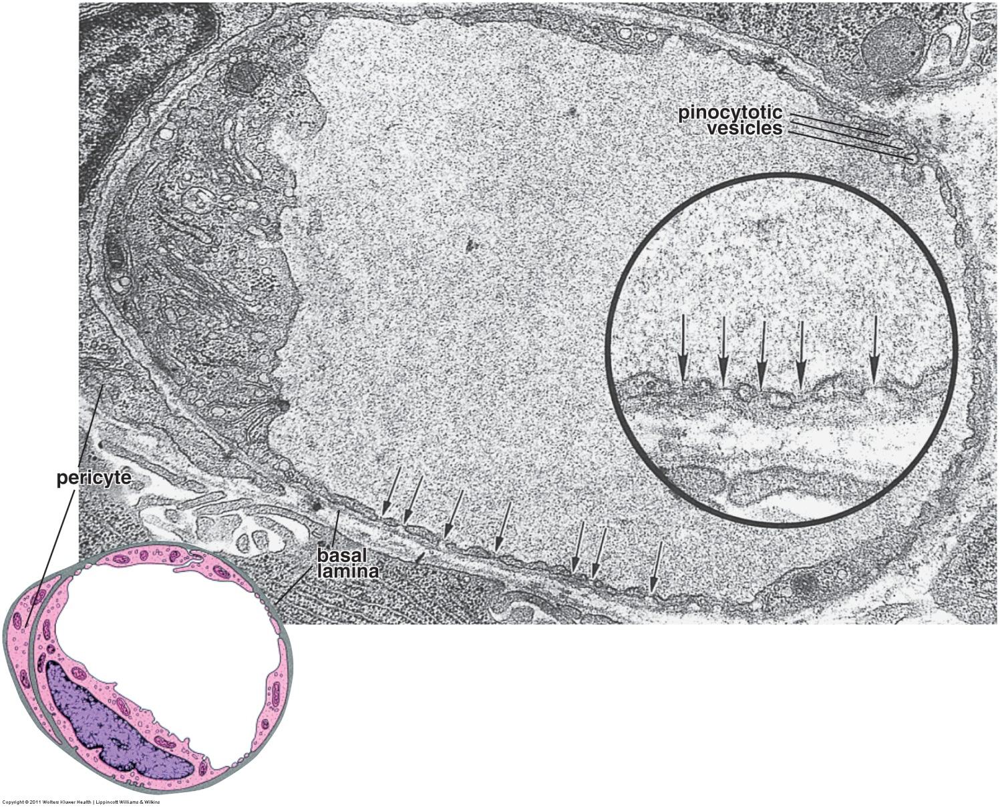 pinocytotic
vesicles
pericyte
basal
lamina
Copyright © 2011 Wolters Kluwer Health | Lippincott Williams & Wilkins